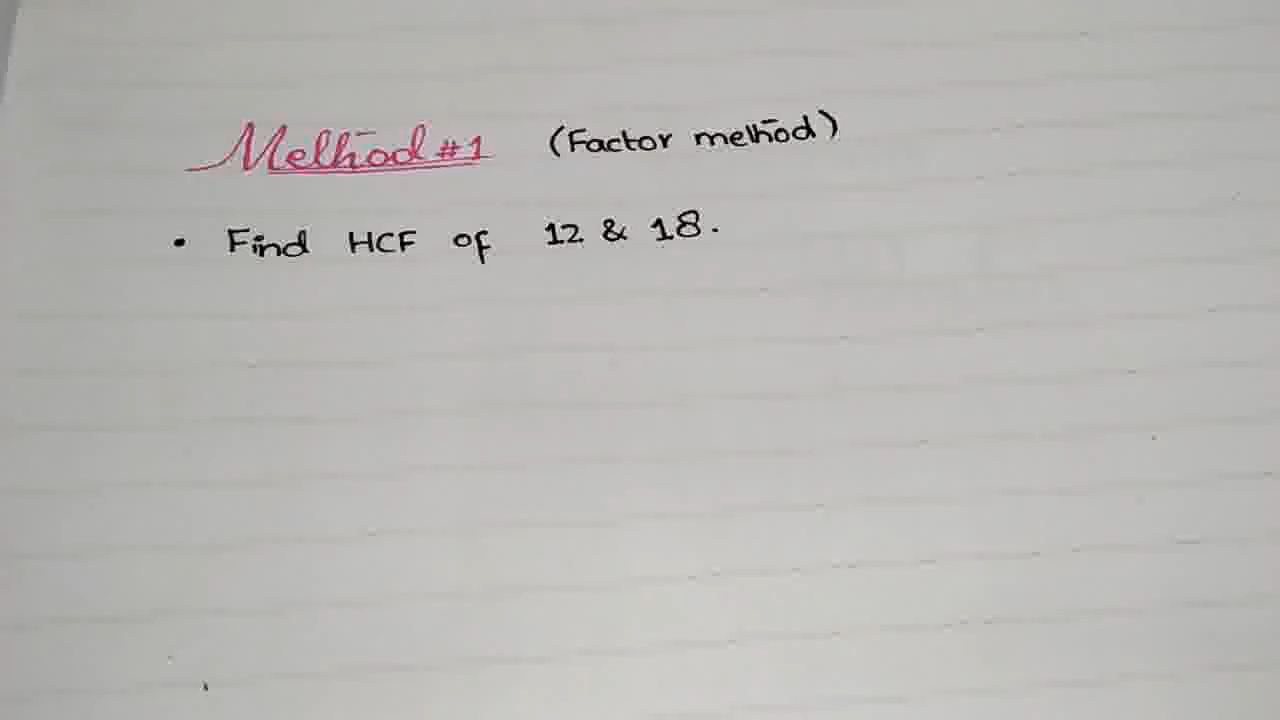 Method #1 (Factor method)
• Find HCF of 12 & 18.